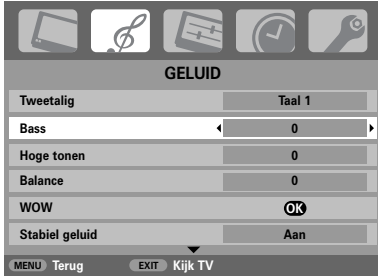 GELUID
Tweetalig Taal 1
Bass 0
Hoge tonen 0
Balance 0
WOW OK
Stabiel geluid Aan
MENU Terug EXIT Kijk TV